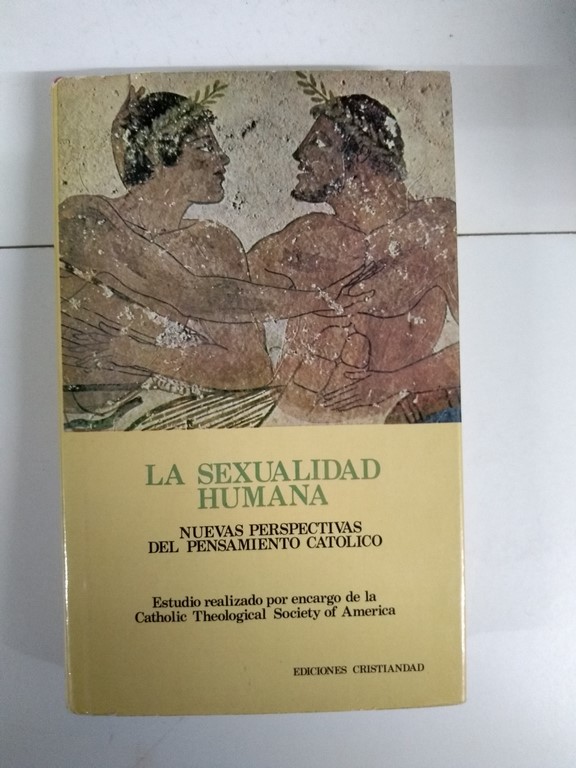 LA SEXUALIDAD
HUMANA
NUEVAS PERSPECTIVAS
DEL PENSAMIENTO CATOLICO
Estudio realizado por encargo de la
Catholic Theological Society of America
EDICIONES CRISTIANDAD